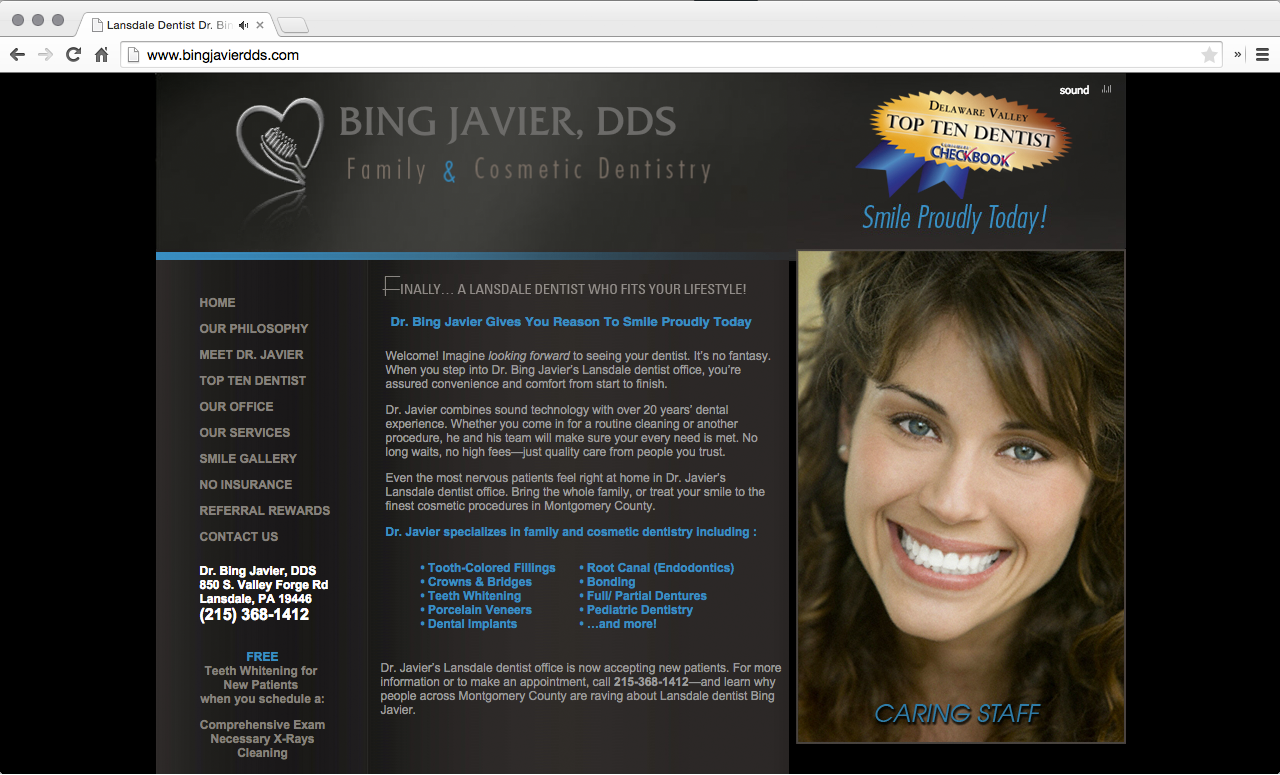 Lansdale Dentist Dr. Bin
www.bingjavierdds.com
sound
BING JAVIER, DDS
Family & Cosmetic Dentistry
DELAWARE VALLEY
TOP TEN DENTIST
CHECKBOOK
Smile Proudly Today!
HOME
OUR PHILOSOPHY
MEET DR. JAVIER
TOP TEN DENTIST
OUR OFFICE
OUR SERVICES
SMILE GALLERY
NO INSURANCE
REFERRAL REWARDS
CONTACT US
Dr. Bing Javier, DDS
850 S. Valley Forge Rd
Lansdale, PA 19446
(215) 368-1412
FREE
Teeth Whitening for
New Patients
when you schedule a:
Comprehensive Exam
Necessary X-Rays
Cleaning
FINALLY... A LANSDALE DENTIST WHO FITS YOUR LIFESTYLE!
Dr. Bing Javier Gives You Reason To Smile Proudly Today
Welcome! Imagine looking forward to seeing your dentist. It's no fantasy.
When you step into Dr. Bing Javier's Lansdale dentist office, you're
assured convenience and comfort from start to finish.
Dr. Javier combines sound technology with over 20 years' dental
experience. Whether you come in for a routine cleaning or another
procedure, he and his team will make sure your every need is met. No
long waits, no high fees—just quality care from people you trust.
Even the most nervous patients feel right at home in Dr. Javier's
Lansdale dentist office. Bring the whole family, or treat your smile to the
finest cosmetic procedures in Montgomery County.
Dr. Javier specializes in family and cosmetic dentistry including :
• Tooth-Colored Fillings
• Crowns & Bridges
• Teeth Whitening
• Porcelain Veneers
• Dental Implants
• Root Canal (Endodontics)
• Bonding
• Full/ Partial Dentures
• Pediatric Dentistry
• ...and more!
Dr. Javier's Lansdale dentist office is now accepting new patients. For more
information or to make an appointment, call 215-368-1412—and learn why
people across Montgomery County are raving about Lansdale dentist Bing
Javier.
CARING STAFF